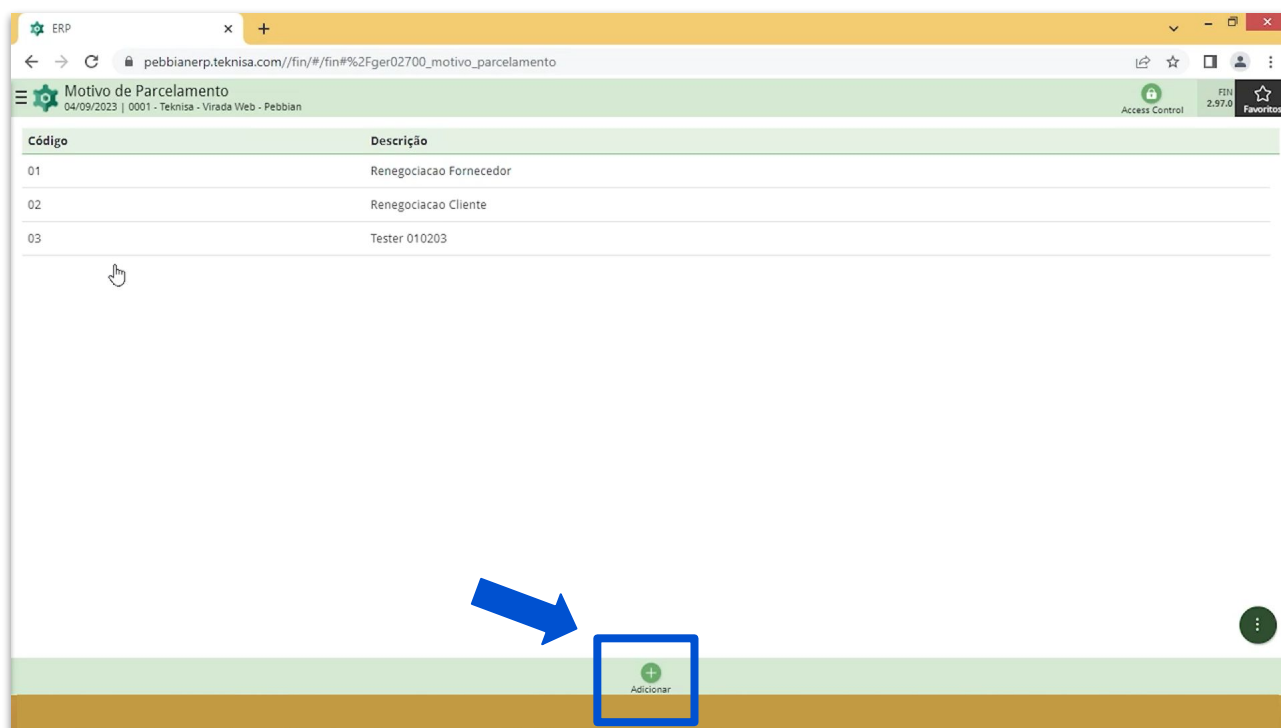 ERP
pebbianerp.teknisa.com//fin/#/fin#%2Fger02700_motivo_parcelamento
Motivo de Parcelamento
04/09/2023 | 0001 - Teknisa - Virada Web - Pebbian
Access Control
FIN
2.97.0
Favoritos
Código Descrição
01 Renegociacao Fornecedor
02 Renegociacao Cliente
03 Tester 010203
Adicionar